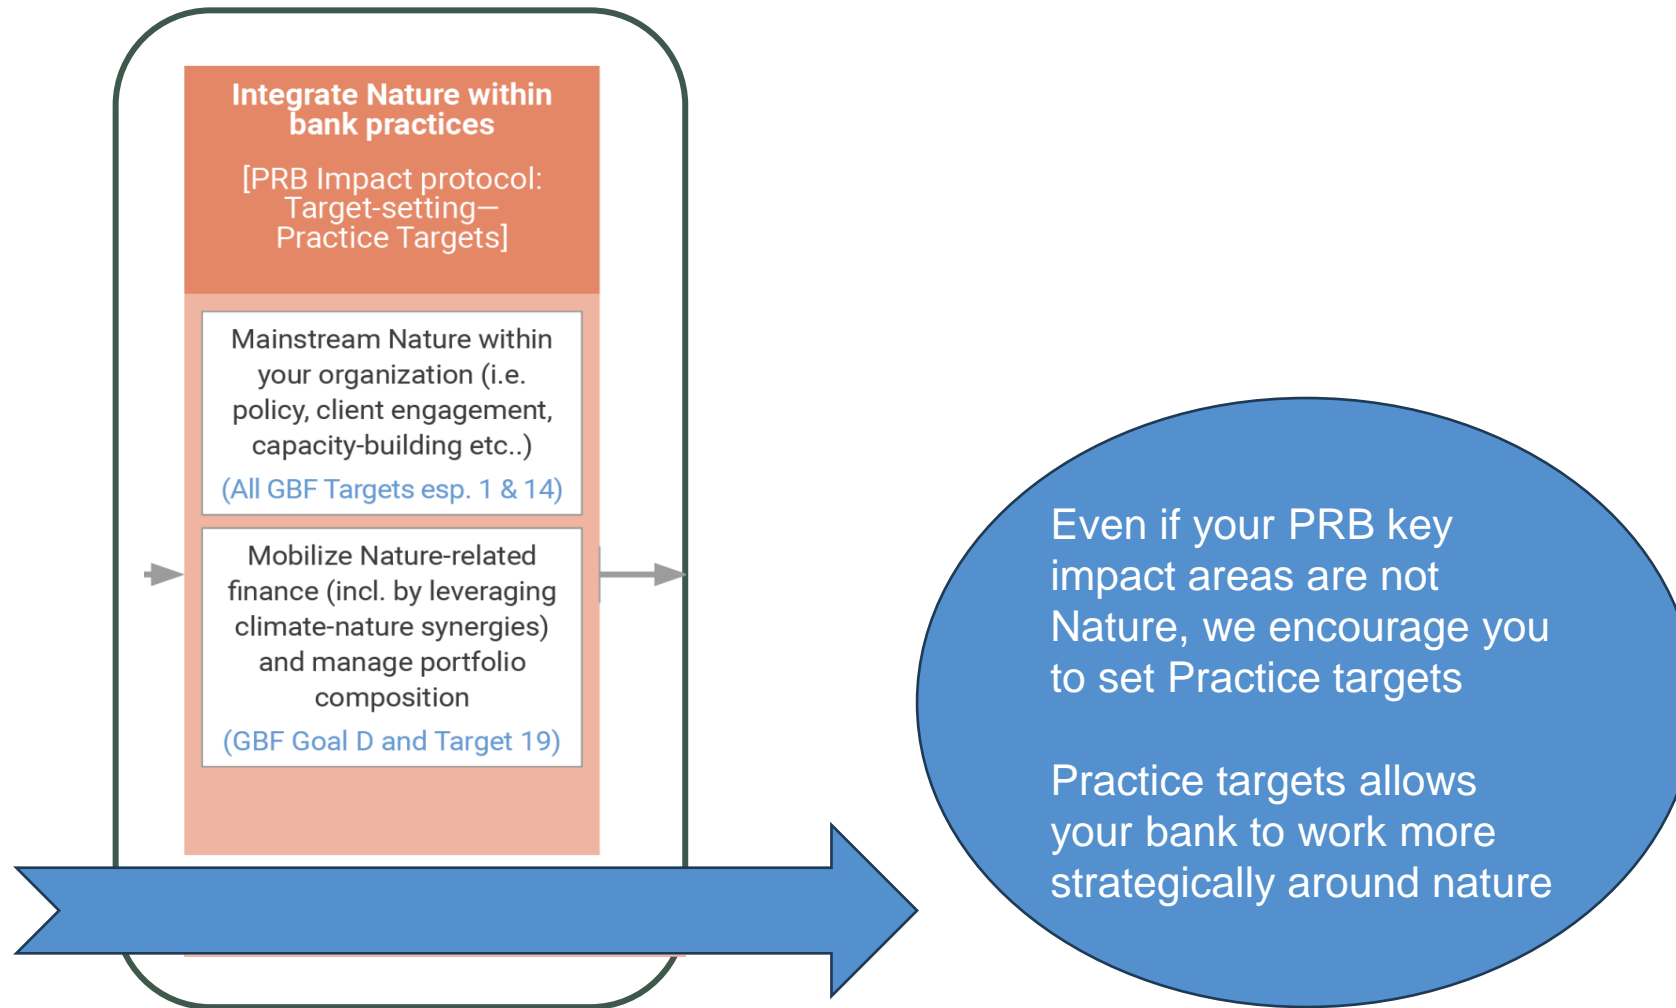 Integrate Nature within
bank practices
[PRB Impact protocol:
Target-setting—
Practice Targets]
Mainstream Nature within
your organization (i.e.
policy, client engagement,
capacity-building etc..)
(All GBF Targets esp. 1 & 14)
Mobilize Nature-related
finance (incl. by leveraging
climate-nature synergies)
and manage portfolio
composition
(GBF Goal D and Target 19)
Even if your PRB key
impact areas are not
Nature, we encourage you
to set Practice targets
Practice targets allows
your bank to work more
strategically around nature